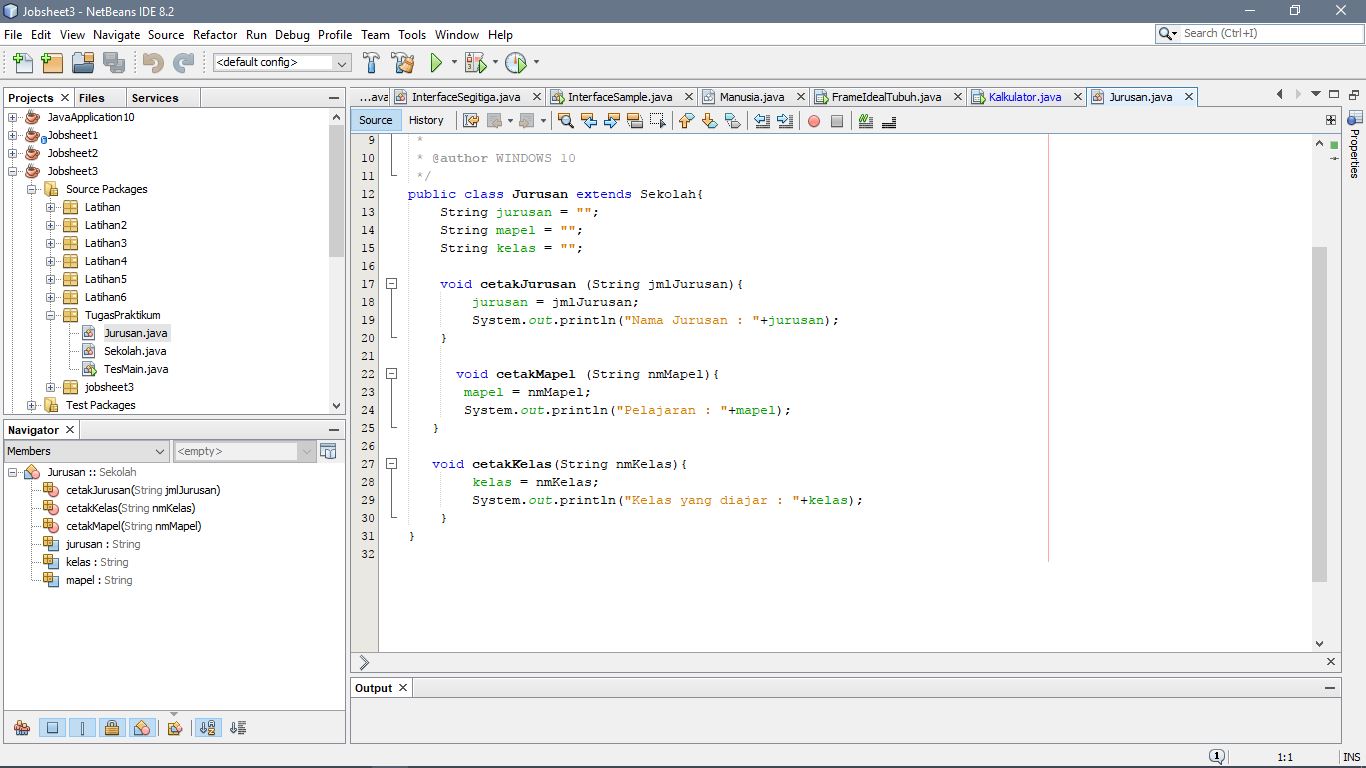 Jobsheet3 - NetBeans IDE 8.2
File Edit View Navigate Source Refactor Run Debug Profile Team Tools Window Help
Search (Ctrl+I)
<default config>
Projects Files Services
JavaApplication10
Jobsheet1
Jobsheet2
Jobsheet3
Source Packages
Latihan
Latihan2
Latihan3
Latihan4
Latihan5
Latihan6
TugasPraktikum
Jurusan.java
Sekolah.java
TesMain.java
jobsheet3
Test Packages
Navigator
Members <empty>
Jurusan :: Sekolah
cetakJurusan(String jmlJurusan)
cetakKelas(String nmKelas)
cetakMapel(String nmMapel)
jurusan : String
kelas : String
mapel : String
...ava InterfaceSegitiga.java InterfaceSample.java Manusia.java FrameIdealTubuh.java Kalkulator.java Jurusan.java
Source History
9 *
10 * @author WINDOWS 10
11 */
12 public class Jurusan extends Sekolah{
13 String jurusan = "";
14 String mapel = "";
15 String kelas = "";
16
17 void cetakJurusan (String jmlJurusan){
18 jurusan = jmlJurusan;
19 System.out.println("Nama Jurusan : "+jurusan);
20 }
21
22 void cetakMapel (String nmMapel){
23 mapel = nmMapel;
24 System.out.println("Pelajaran : "+mapel);
25 }
26
27 void cetakKelas(String nmKelas){
28 kelas = nmKelas;
29 System.out.println("Kelas yang diajar : "+kelas);
30 }
31 }
32
Properties
Output
1 1:1 INS